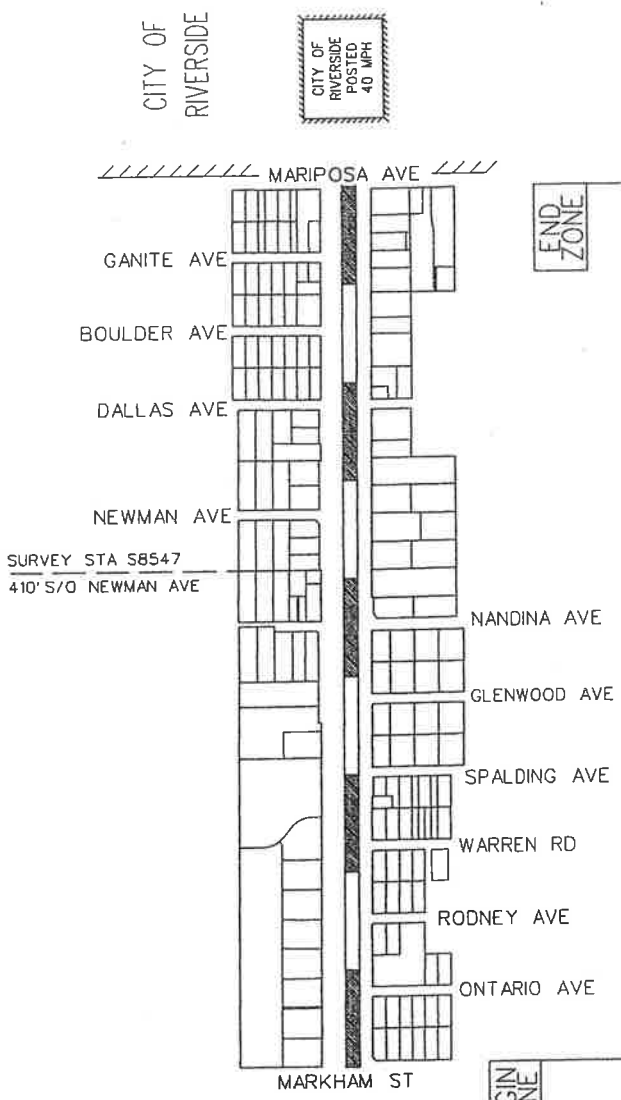 CITY OF
RIVERSIDE
CITY OF
RIVERSIDE
POSTED
40 MPH
MARIPOSA AVE
END
ZONE
GANITE AVE
BOULDER AVE
DALLAS AVE
NEWMAN AVE
SURVEY STA S8547
410' S/O NEWMAN AVE
NANDINA AVE
GLENWOOD AVE
SPALDING AVE
WARREN RD
RODNEY AVE
ONTARIO AVE
MARKHAM ST